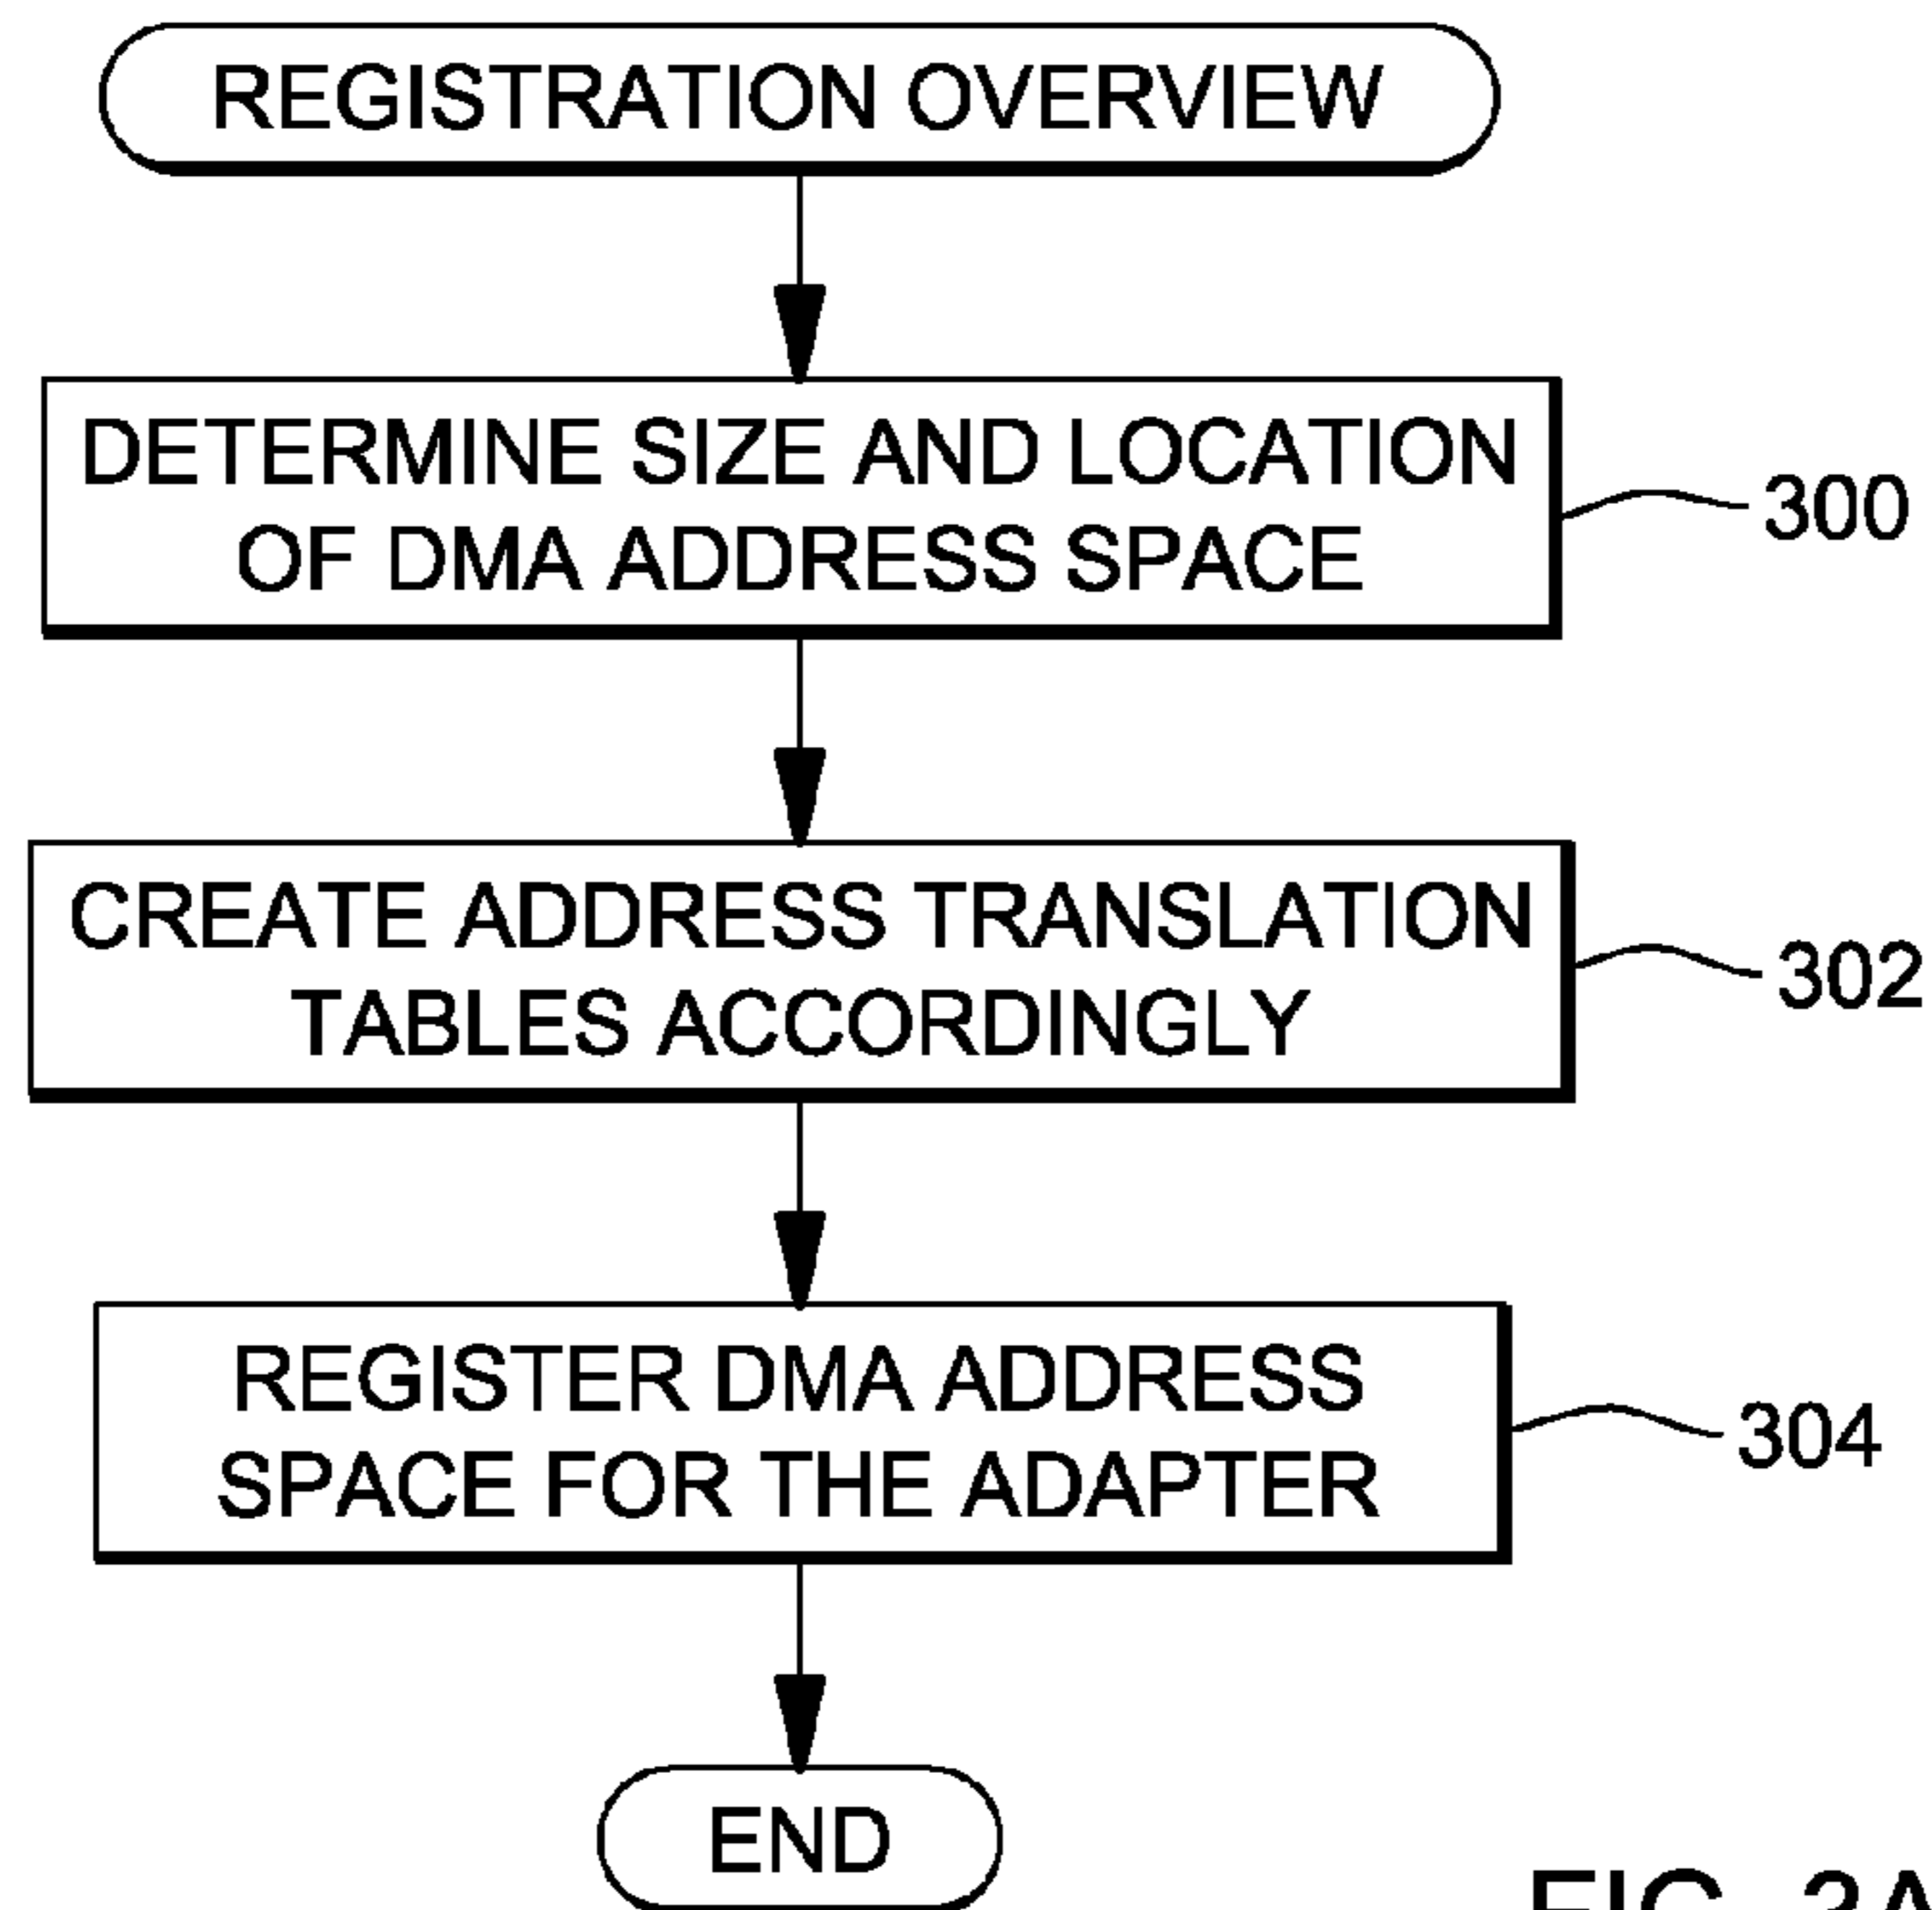 REGISTRATION OVERVIEW
DETERMINE SIZE AND LOCATION
OF DMA ADDRESS SPACE
300
CREATE ADDRESS TRANSLATION
TABLES ACCORDINGLY
302
REGISTER DMA ADDRESS
SPACE FOR THE ADAPTER
304
END